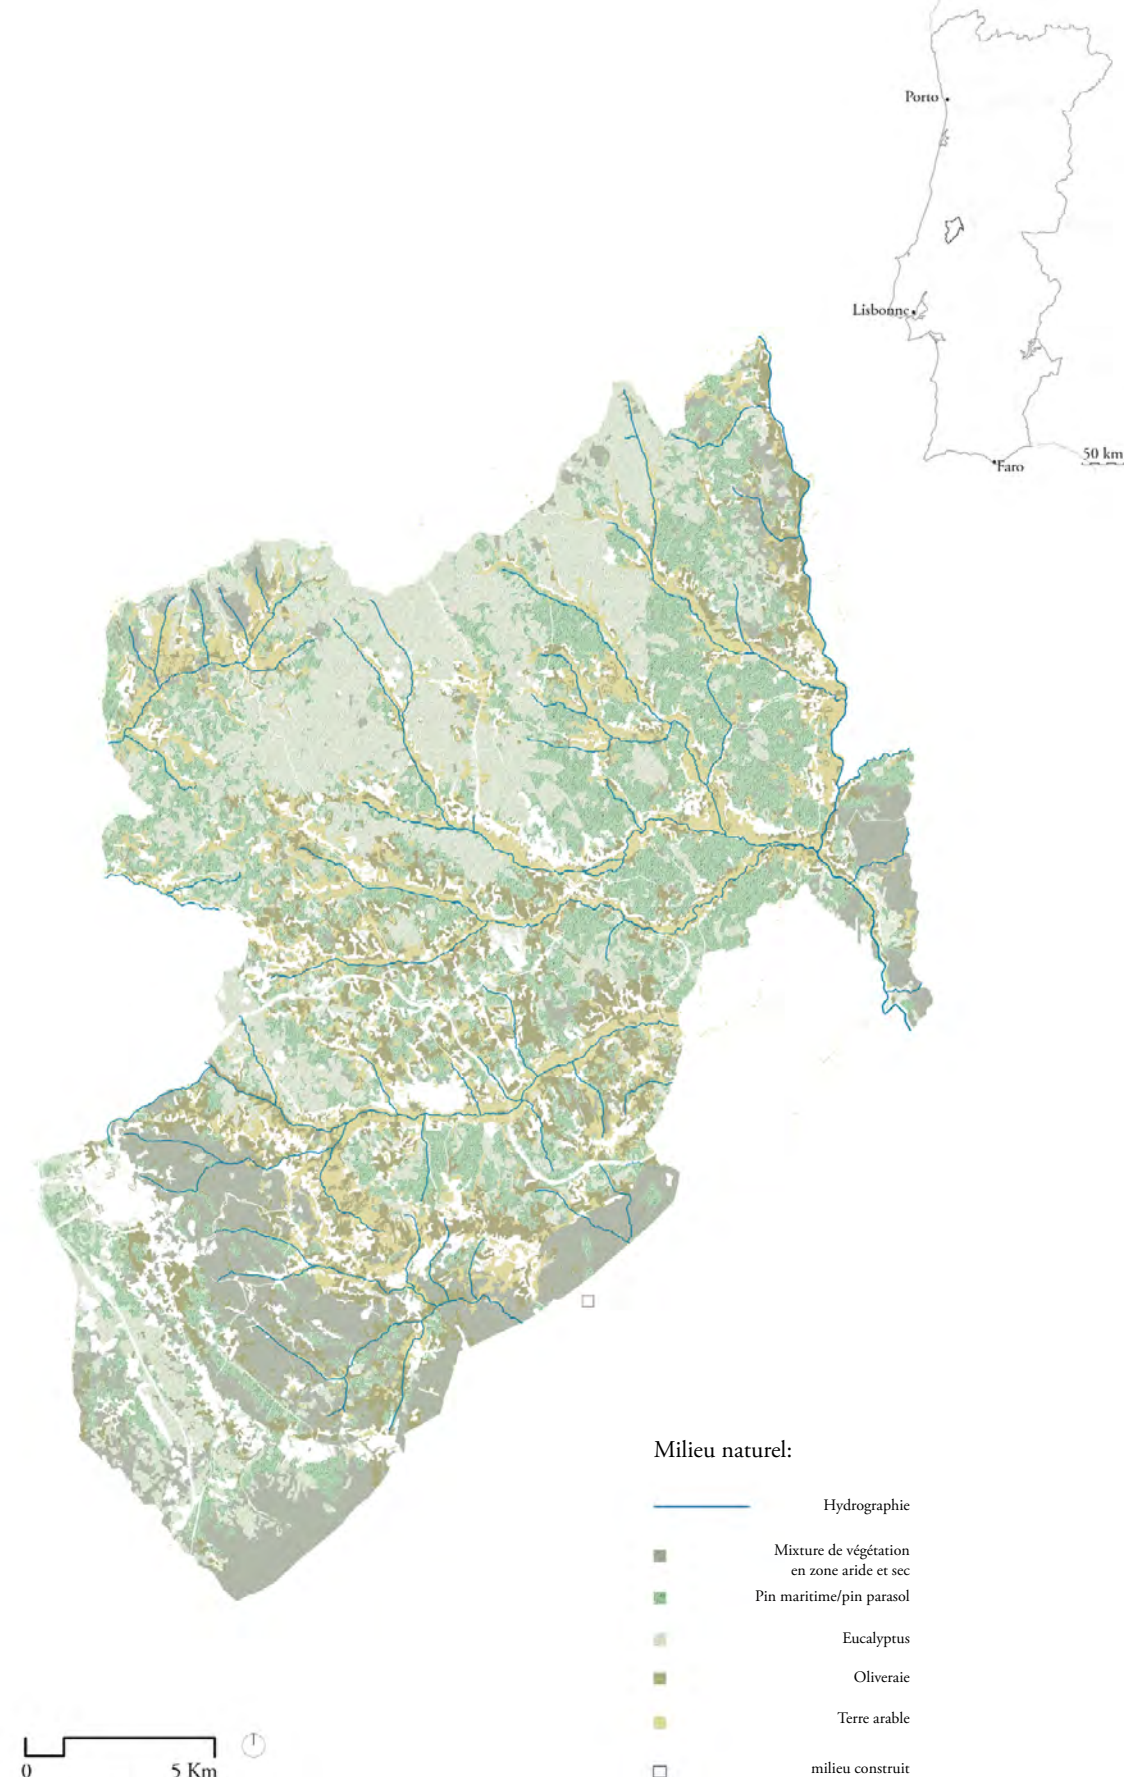 Porto
Lisbonne
Faro
50 km
Milieu naturel:
Hydrographie
Mixture de végétation
en zone aride et sec
Pin maritime/pin parasol
Eucalyptus
Oliveraie
Terre arable
milieu construit
0 5 Km